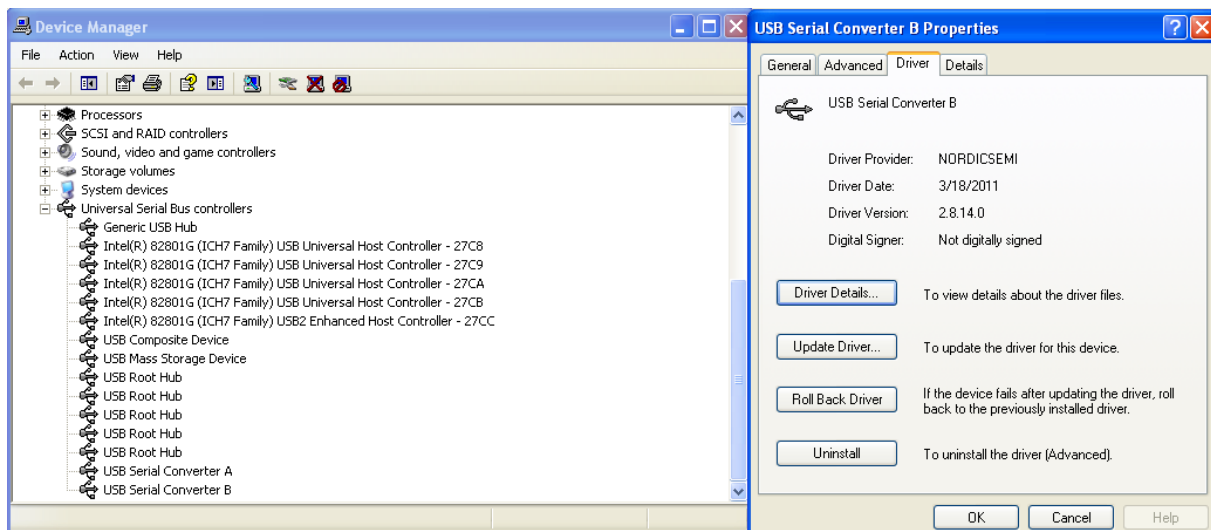 Device Manager
File Action View Help
Processors
SCSI and RAID controllers
Sound, video and game controllers
Storage volumes
System devices
Universal Serial Bus controllers
Generic USB Hub
Intel(R) 82801G (ICH7 Family) USB Universal Host Controller - 27C8
Intel(R) 82801G (ICH7 Family) USB Universal Host Controller - 27C9
Intel(R) 82801G (ICH7 Family) USB Universal Host Controller - 27CA
Intel(R) 82801G (ICH7 Family) USB Universal Host Controller - 27CB
Intel(R) 82801G (ICH7 Family) USB2 Enhanced Host Controller - 27CC
USB Composite Device
USB Mass Storage Device
USB Root Hub
USB Root Hub
USB Root Hub
USB Root Hub
USB Root Hub
USB Serial Converter A
USB Serial Converter B
USB Serial Converter B Properties
General Advanced Driver Details
USB Serial Converter B
Driver Provider: NORDICSEMI
Driver Date: 3/18/2011
Driver Version: 2.8.14.0
Digital Signer: Not digitally signed
Driver Details... To view details about the driver files.
Update Driver... To update the driver for this device.
Roll Back Driver If the device fails after updating the driver, roll
back to the previously installed driver.
Uninstall To uninstall the driver (Advanced).
OK Cancel Help